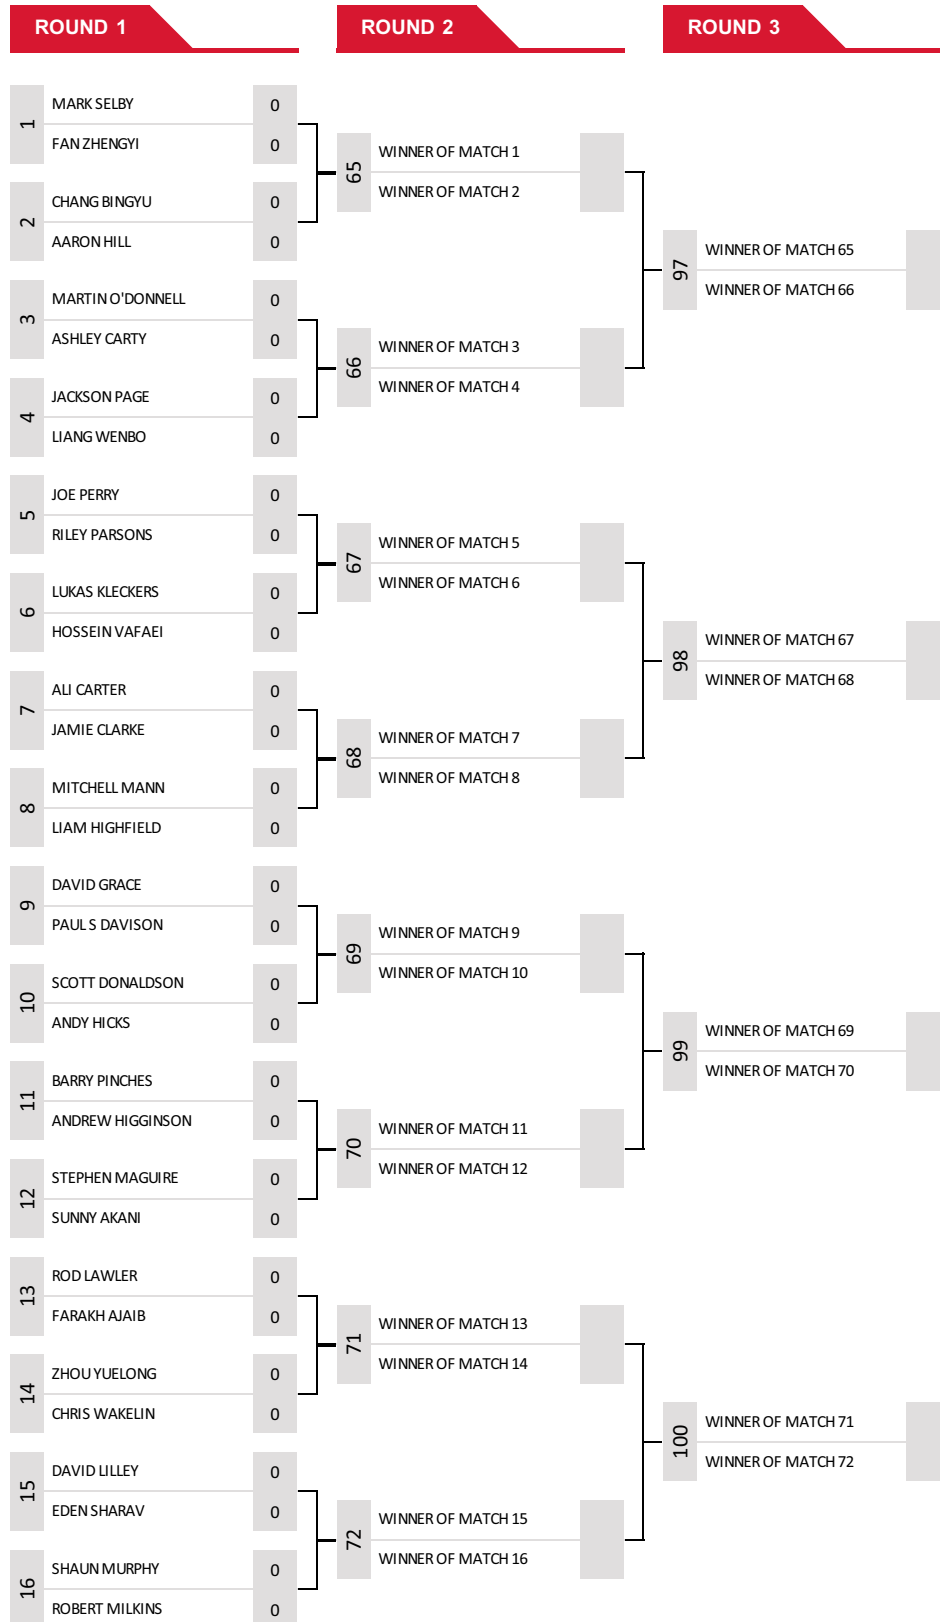 ROUND 1
ROUND 2
ROUND 3
1
MARK SELBY 0
FAN ZHENGYI 0
2
CHANG BINGYU 0
AARON HILL 0
3
MARTIN O'DONNELL 0
ASHLEY CARTY 0
4
JACKSON PAGE 0
LIANG WENBO 0
5
JOE PERRY 0
RILEY PARSONS 0
6
LUKAS KLECKERS 0
HOSSEIN VAFAEI 0
7
ALI CARTER 0
JAMIE CLARKE 0
8
MITCHELL MANN 0
LIAM HIGHFIELD 0
9
DAVID GRACE 0
PAUL S DAVISON 0
10
SCOTT DONALDSON 0
ANDY HICKS 0
11
BARRY PINCHES 0
ANDREW HIGGINSON 0
12
STEPHEN MAGUIRE 0
SUNNY AKANI 0
13
ROD LAWLER 0
FARAKH AJAIB 0
14
ZHOU YUELONG 0
CHRIS WAKELIN 0
15
DAVID LILLEY 0
EDEN SHARAV 0
16
SHAUN MURPHY 0
ROBERT MILKINS 0
65
WINNER OF MATCH 1
WINNER OF MATCH 2
66
WINNER OF MATCH 3
WINNER OF MATCH 4
67
WINNER OF MATCH 5
WINNER OF MATCH 6
68
WINNER OF MATCH 7
WINNER OF MATCH 8
69
WINNER OF MATCH 9
WINNER OF MATCH 10
70
WINNER OF MATCH 11
WINNER OF MATCH 12
71
WINNER OF MATCH 13
WINNER OF MATCH 14
72
WINNER OF MATCH 15
WINNER OF MATCH 16
97
WINNER OF MATCH 65
WINNER OF MATCH 66
98
WINNER OF MATCH 67
WINNER OF MATCH 68
99
WINNER OF MATCH 69
WINNER OF MATCH 70
100
WINNER OF MATCH 71
WINNER OF MATCH 72